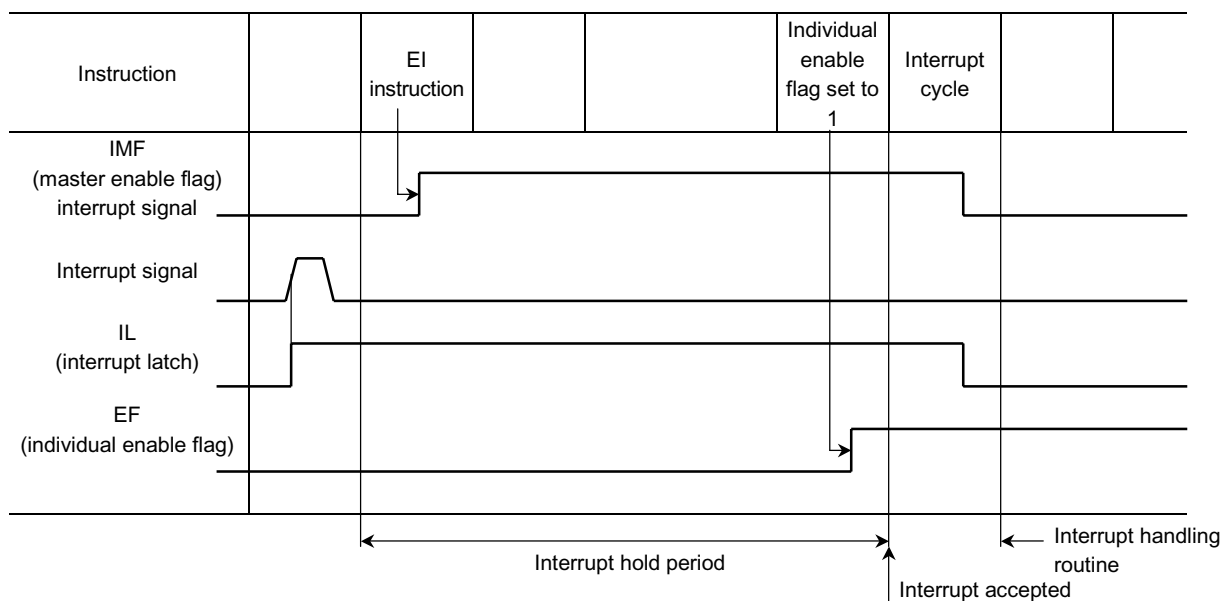 Instruction
EI
instruction
Individual
enable
flag set to
1
Interrupt
cycle
IMF
(master enable flag)
interrupt signal
Interrupt signal
IL
(interrupt latch)
EF
(individual enable flag)
Interrupt hold period
Interrupt handling
routine
Interrupt accepted